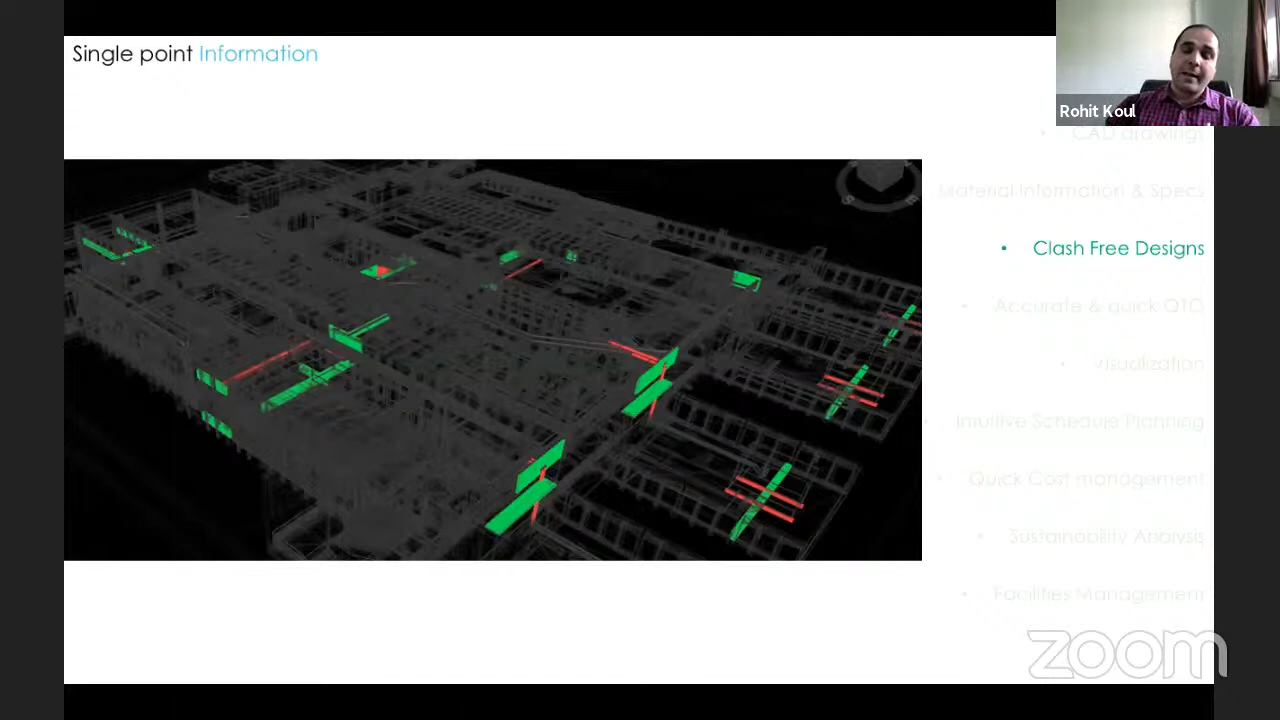 Single point Information
Rohit Koul
• CAD drawings
Material Information & Specs
• Clash Free Designs
• Accurate & quick QTO
• Visualization
• Intuitive Schedule Planning
• Quick Cost management
• Sustainability Analysis
• Facilities Management
zoom
S